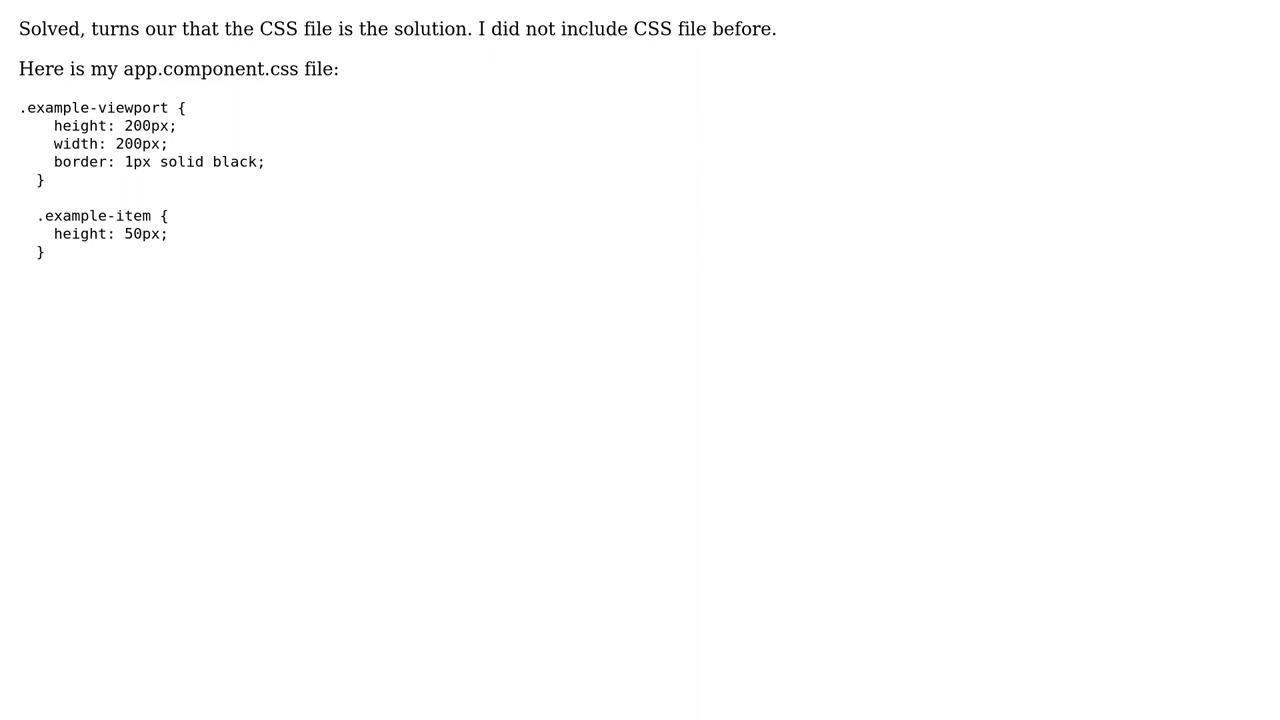 Solved, turns our that the CSS file is the solution. I did not include CSS file before.
Here is my app.component.css file:
.example-viewport {
    height: 200px;
    width: 200px;
    border: 1px solid black;
  }

  .example-item {
    height: 50px;
  }